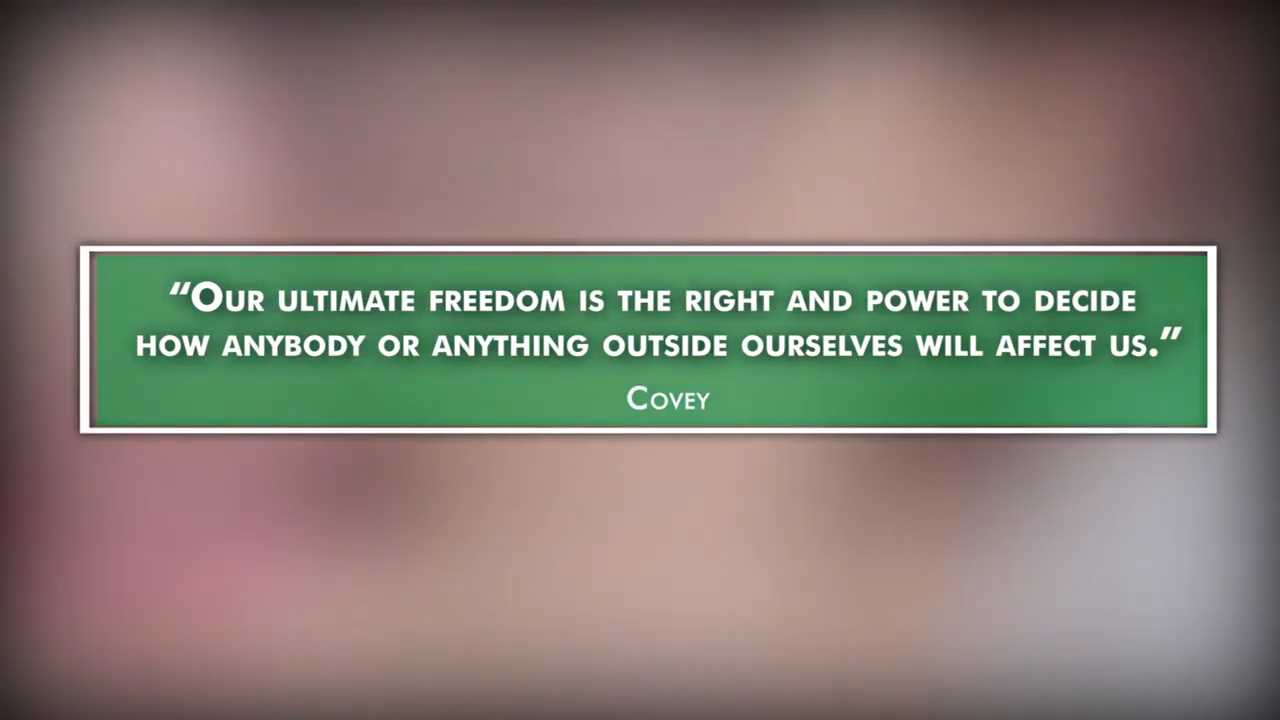 “Our ultimate freedom is the right and power to decide
how anybody or anything outside ourselves will affect us.”
Covey